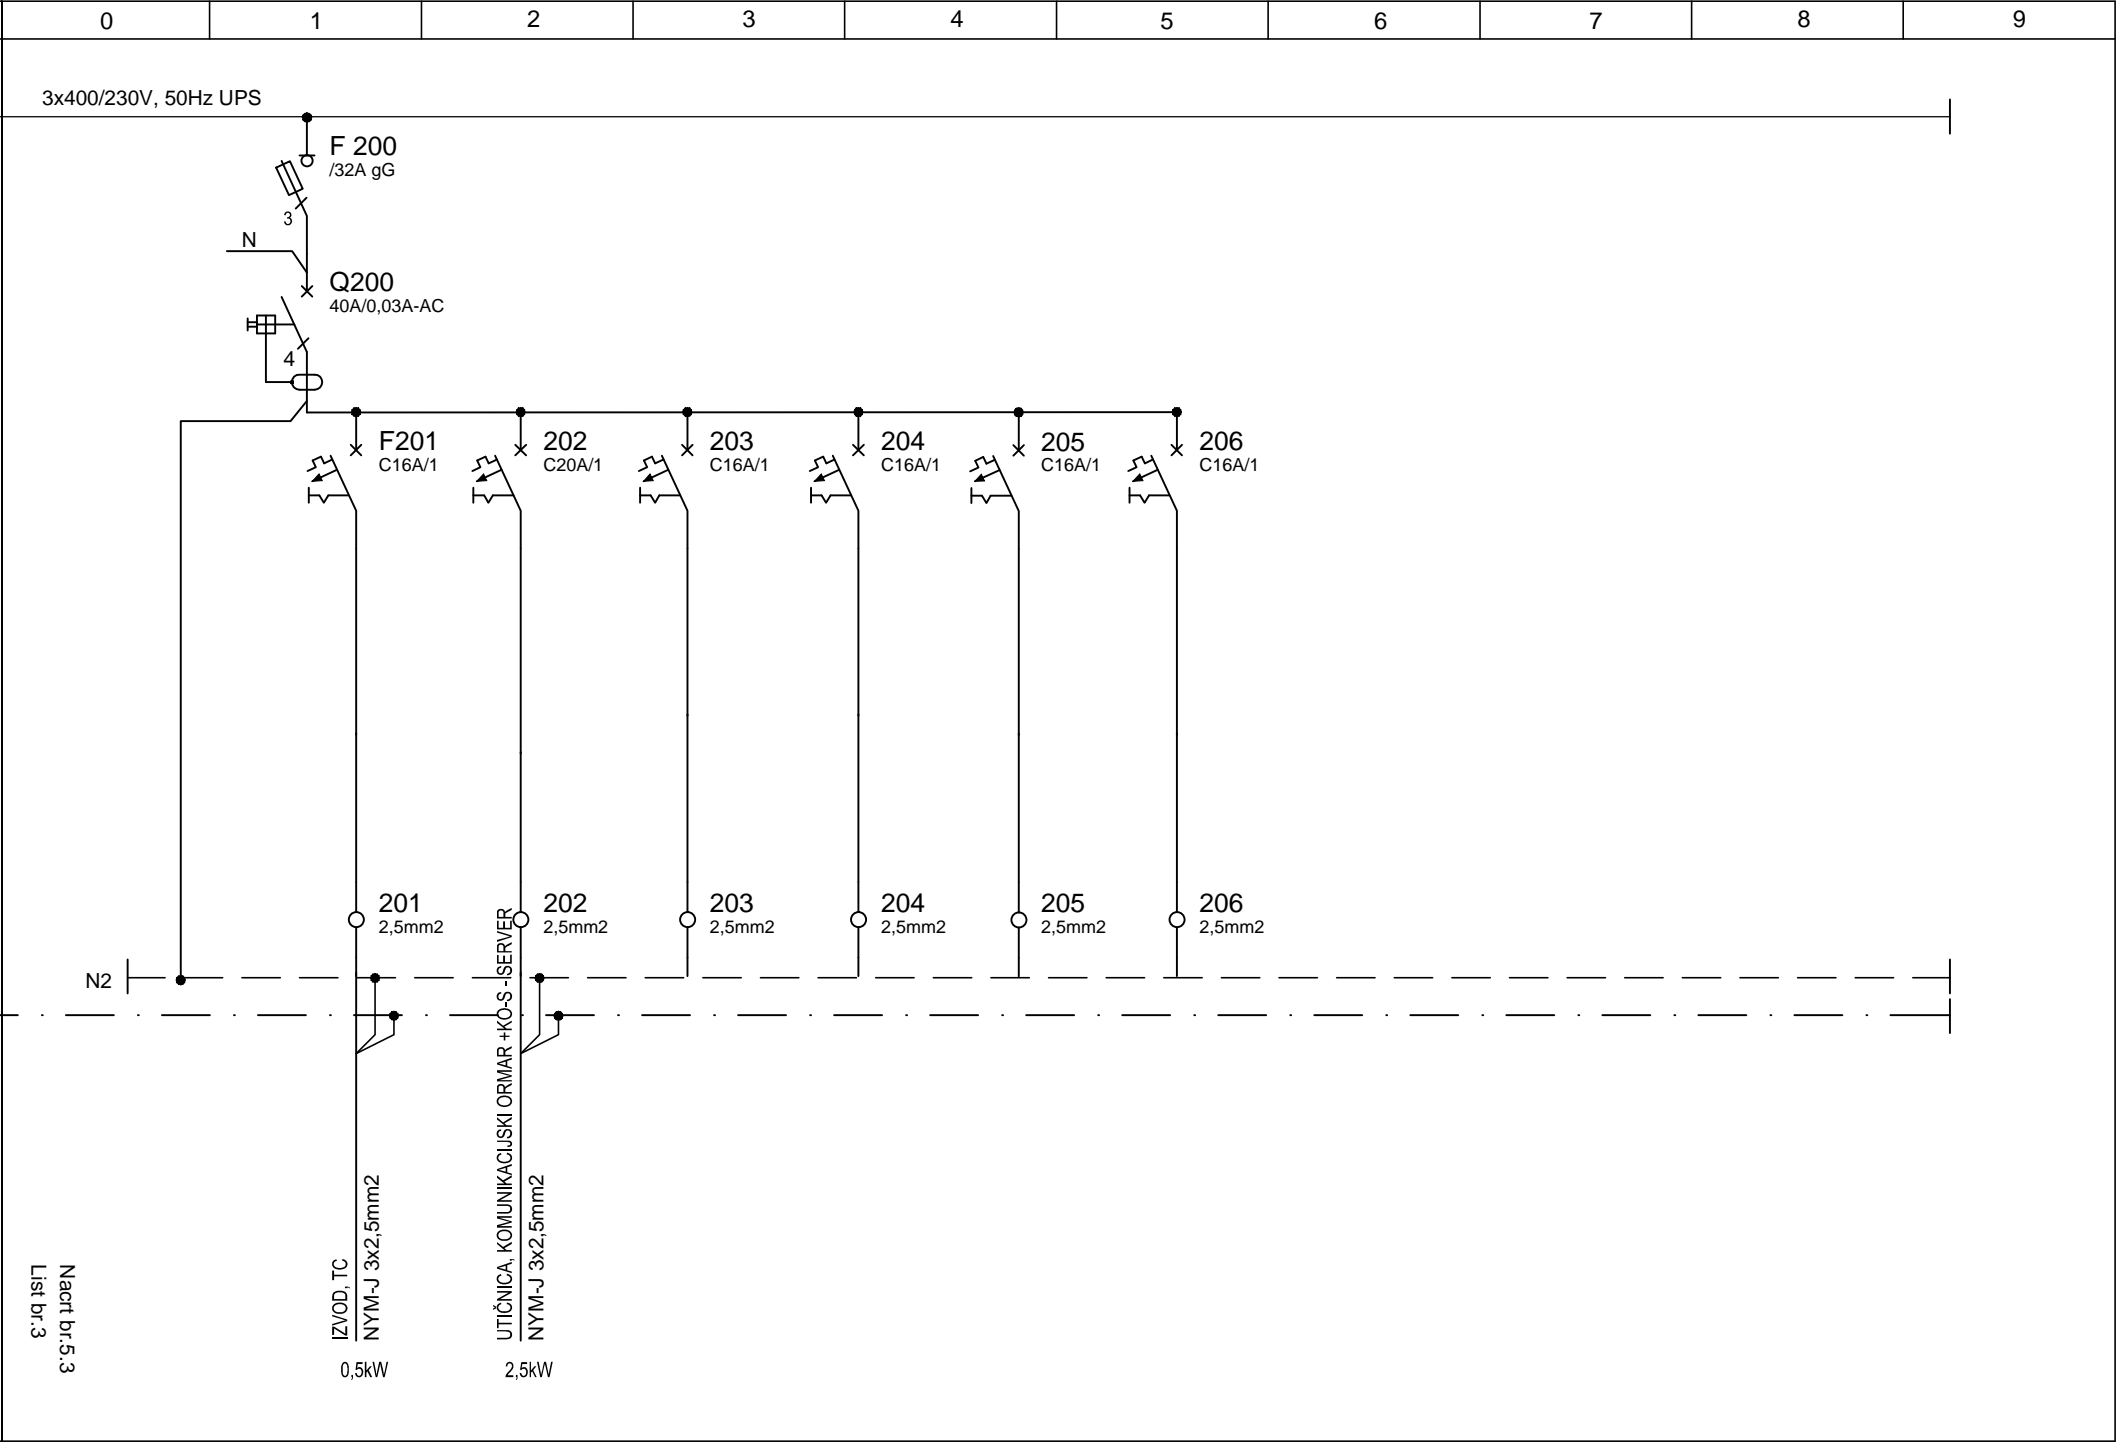 0 1 2 3 4 5 6 7 8 9
3x400/230V, 50Hz UPS
F 200
/32A gG
3
N
Q200
40A/0,03A-AC
4
F201
C16A/1
202
C20A/1
203
C16A/1
204
C16A/1
205
C16A/1
206
C16A/1
201
2,5mm2
202
2,5mm2
203
2,5mm2
204
2,5mm2
205
2,5mm2
206
2,5mm2
N2
IZVOD, TC
NYM-J 3x2,5mm2
0,5kW
UTIČNICA, KOMUNIKACIJSKI ORMAR +KO-S -ISERVER
NYM-J 3x2,5mm2
2,5kW
Nacrt br.5.3
List br.3